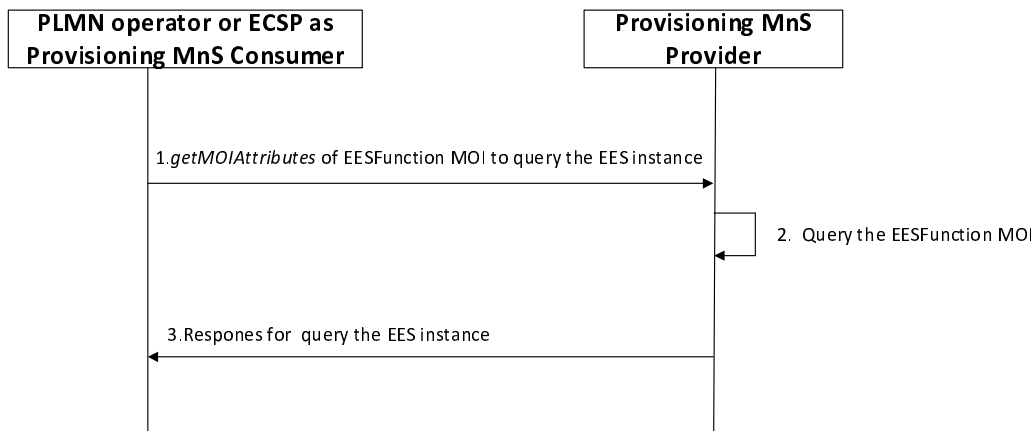 PLMN operator or ECSP as
Provisioning MnS Consumer
Provisioning MnS
Provider
1.getMOIAttributes of EESFunction MOI to query the EES instance
2. Query the EESFunction MOI
3.Respones for query the EES instance